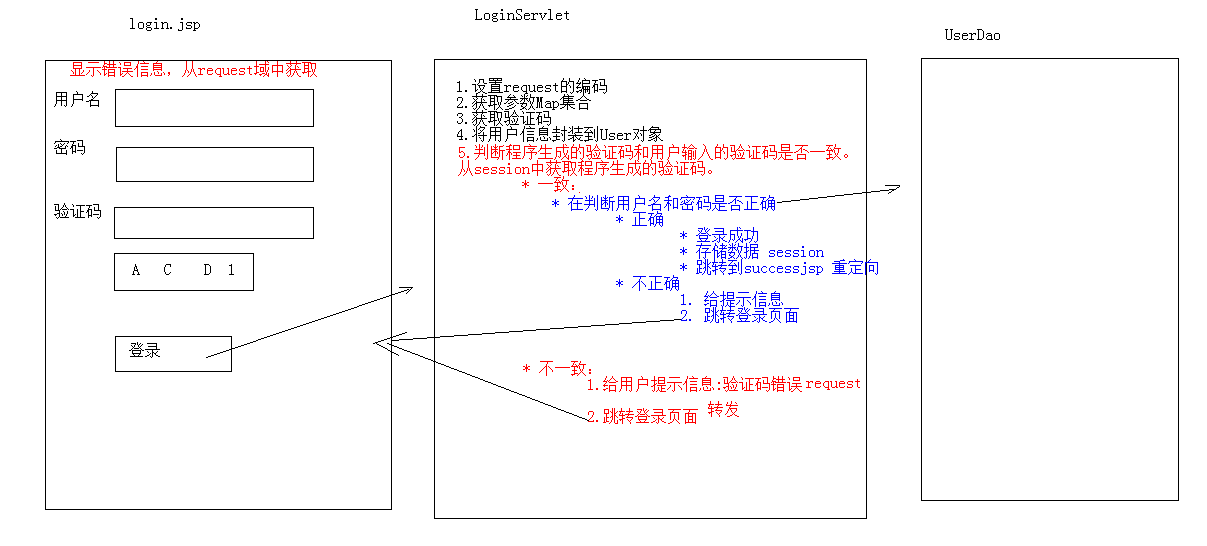 login.jsp
LoginServlet
UserDao
显示错误信息，从request域中获取
用户名
密码
验证码
A C D 1
登录
1.设置request的编码
2.获取参数Map集合
3.获取验证码
4.将用户信息封装到User对象
5.判断程序生成的验证码和用户输入的验证码是否一致。
从session中获取程序生成的验证码。
* 一致：
* 在判断用户名和密码是否正确
* 正确
* 登录成功
* 存储数据 session
* 跳转到successjsp 重定向
* 不正确
1. 给提示信息
2. 跳转登录页面
* 不一致：
1.给用户提示信息:验证码错误 request
2.跳转登录页面 转发